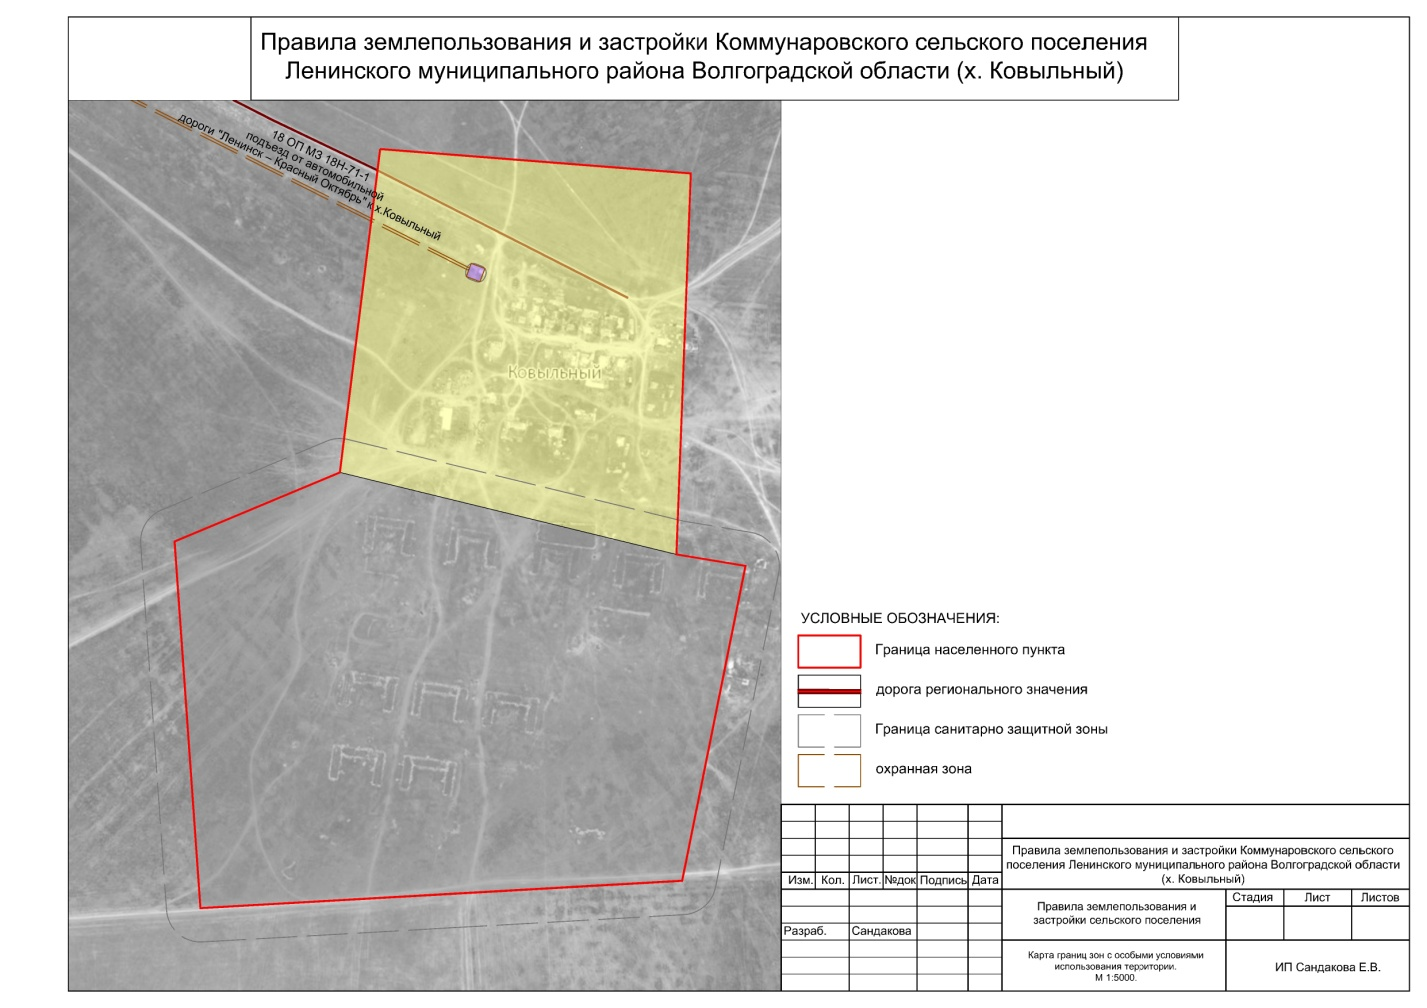 Правила землепользования и застройки Коммунаровского сельского поселения
Ленинского муниципального района Волгоградской области (х. Ковыльный)
18 ОП МЗ 18Н-71-1
подъезд от автомобильной
дороги "Ленинск – Красный Октябрь" к х.Ковыльный
Ковыльный
УСЛОВНЫЕ ОБОЗНАЧЕНИЯ:
Граница населенного пункта
дорога регионального значения
Граница санитарно защитной зоны
охранная зона
Правила землепользования и застройки Коммунаровского сельского
поселения Ленинского муниципального района Волгоградской области
(х. Ковыльный)
Изм. Кол. Лист. №док Подпись Дата
Правила землепользования и
застройки сельского поселения
Стадия Лист Листов
Разраб. Сандакова
Карта границ зон с особыми условиями
использования территории.
М 1:5000.
ИП Сандакова Е.В.